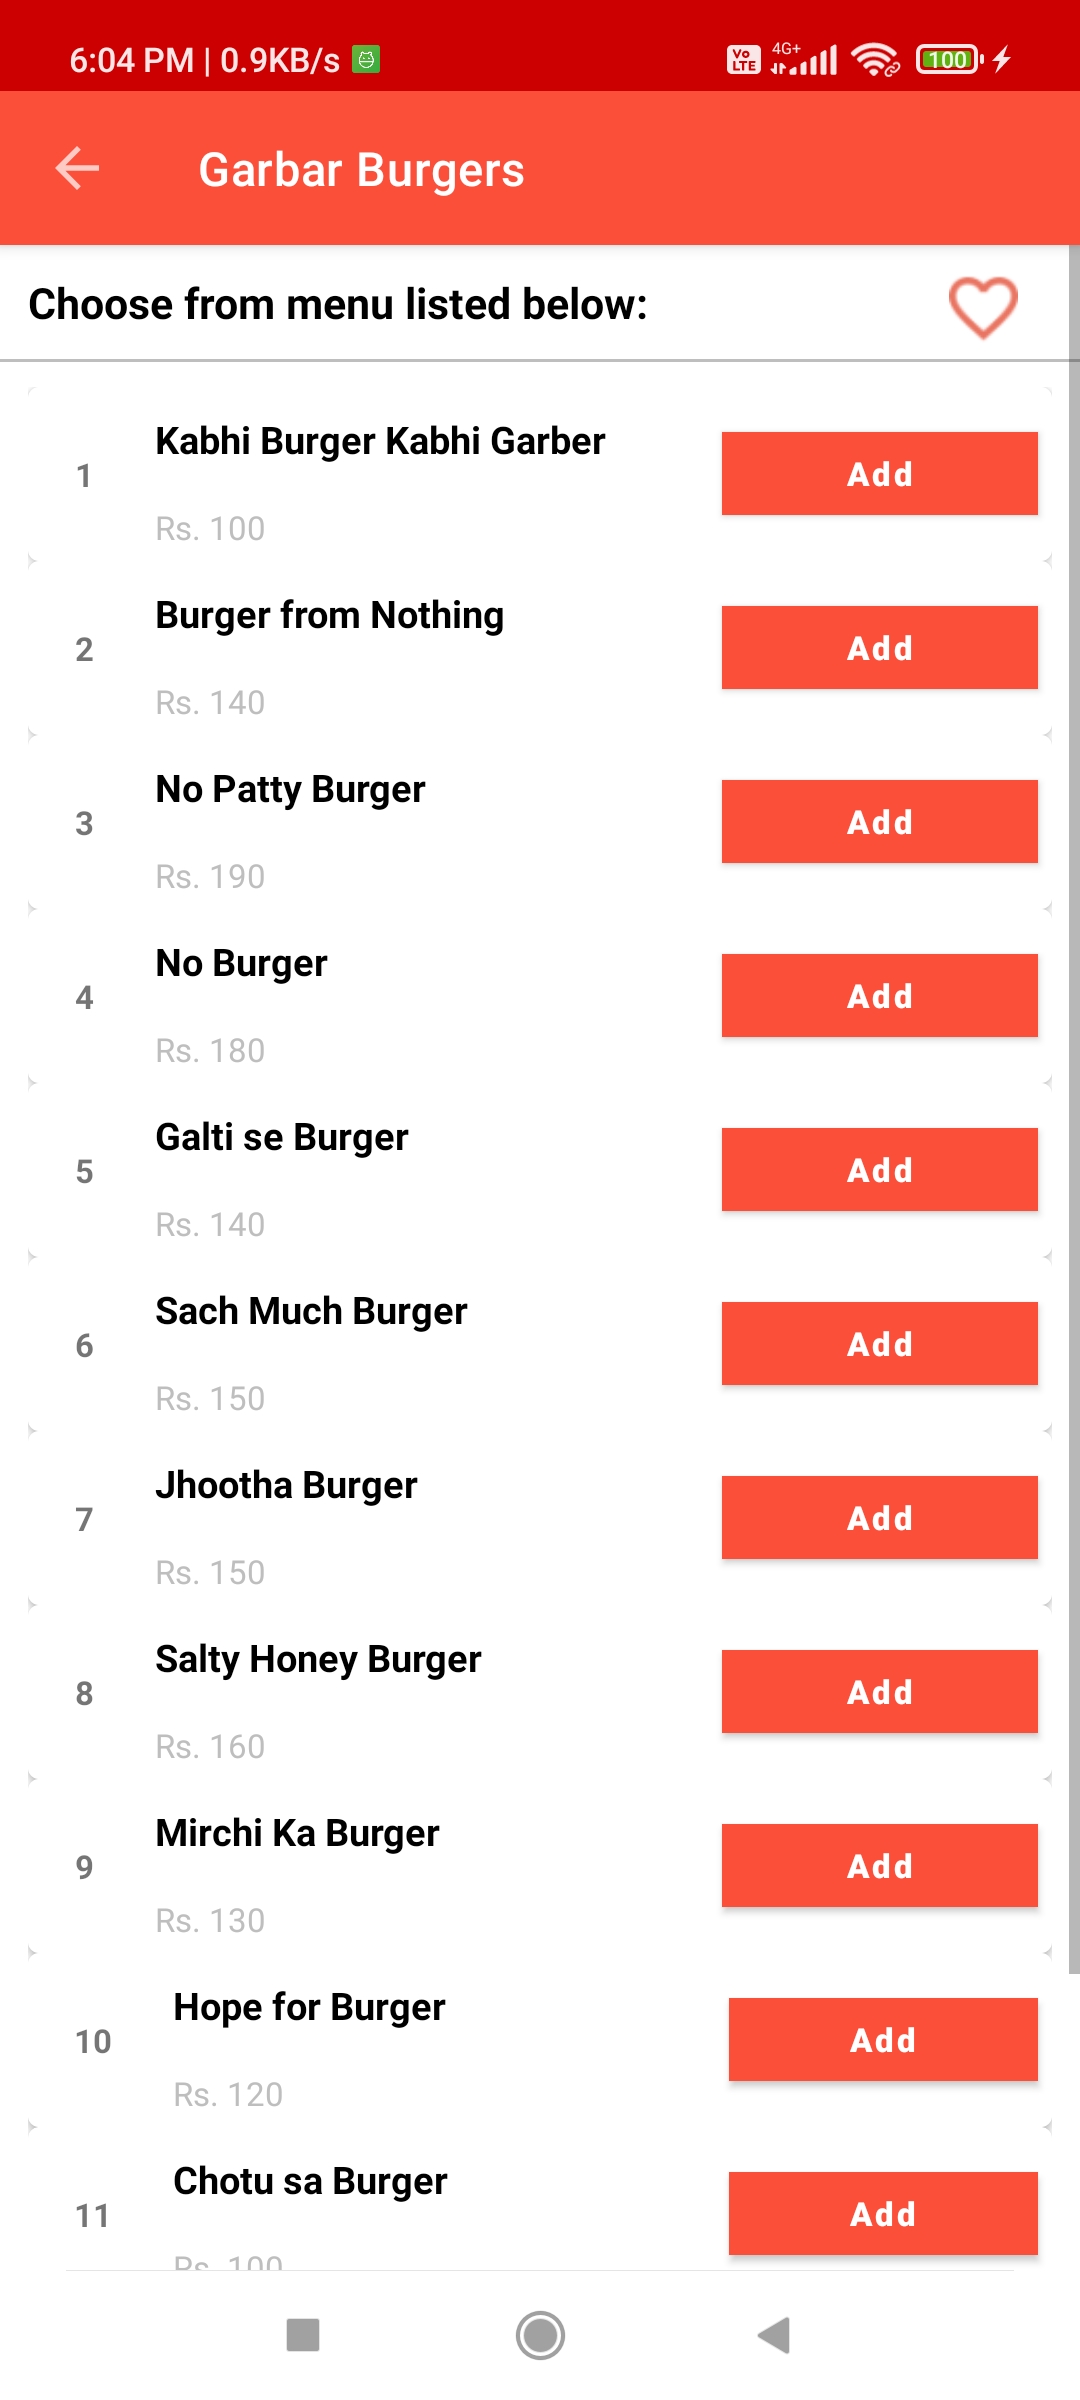 6:04 PM | 0.9KB/s
Vo LTE 4G+ 100
Garbar Burgers
Choose from menu listed below:
1 Kabhi Burger Kabhi Garber Add
Rs. 100
2 Burger from Nothing Add
Rs. 140
3 No Patty Burger Add
Rs. 190
4 No Burger Add
Rs. 180
5 Galti se Burger Add
Rs. 140
6 Sach Much Burger Add
Rs. 150
7 Jhootha Burger Add
Rs. 150
8 Salty Honey Burger Add
Rs. 160
9 Mirchi Ka Burger Add
Rs. 130
10 Hope for Burger Add
Rs. 120
11 Chotu sa Burger Add
Rs. 100